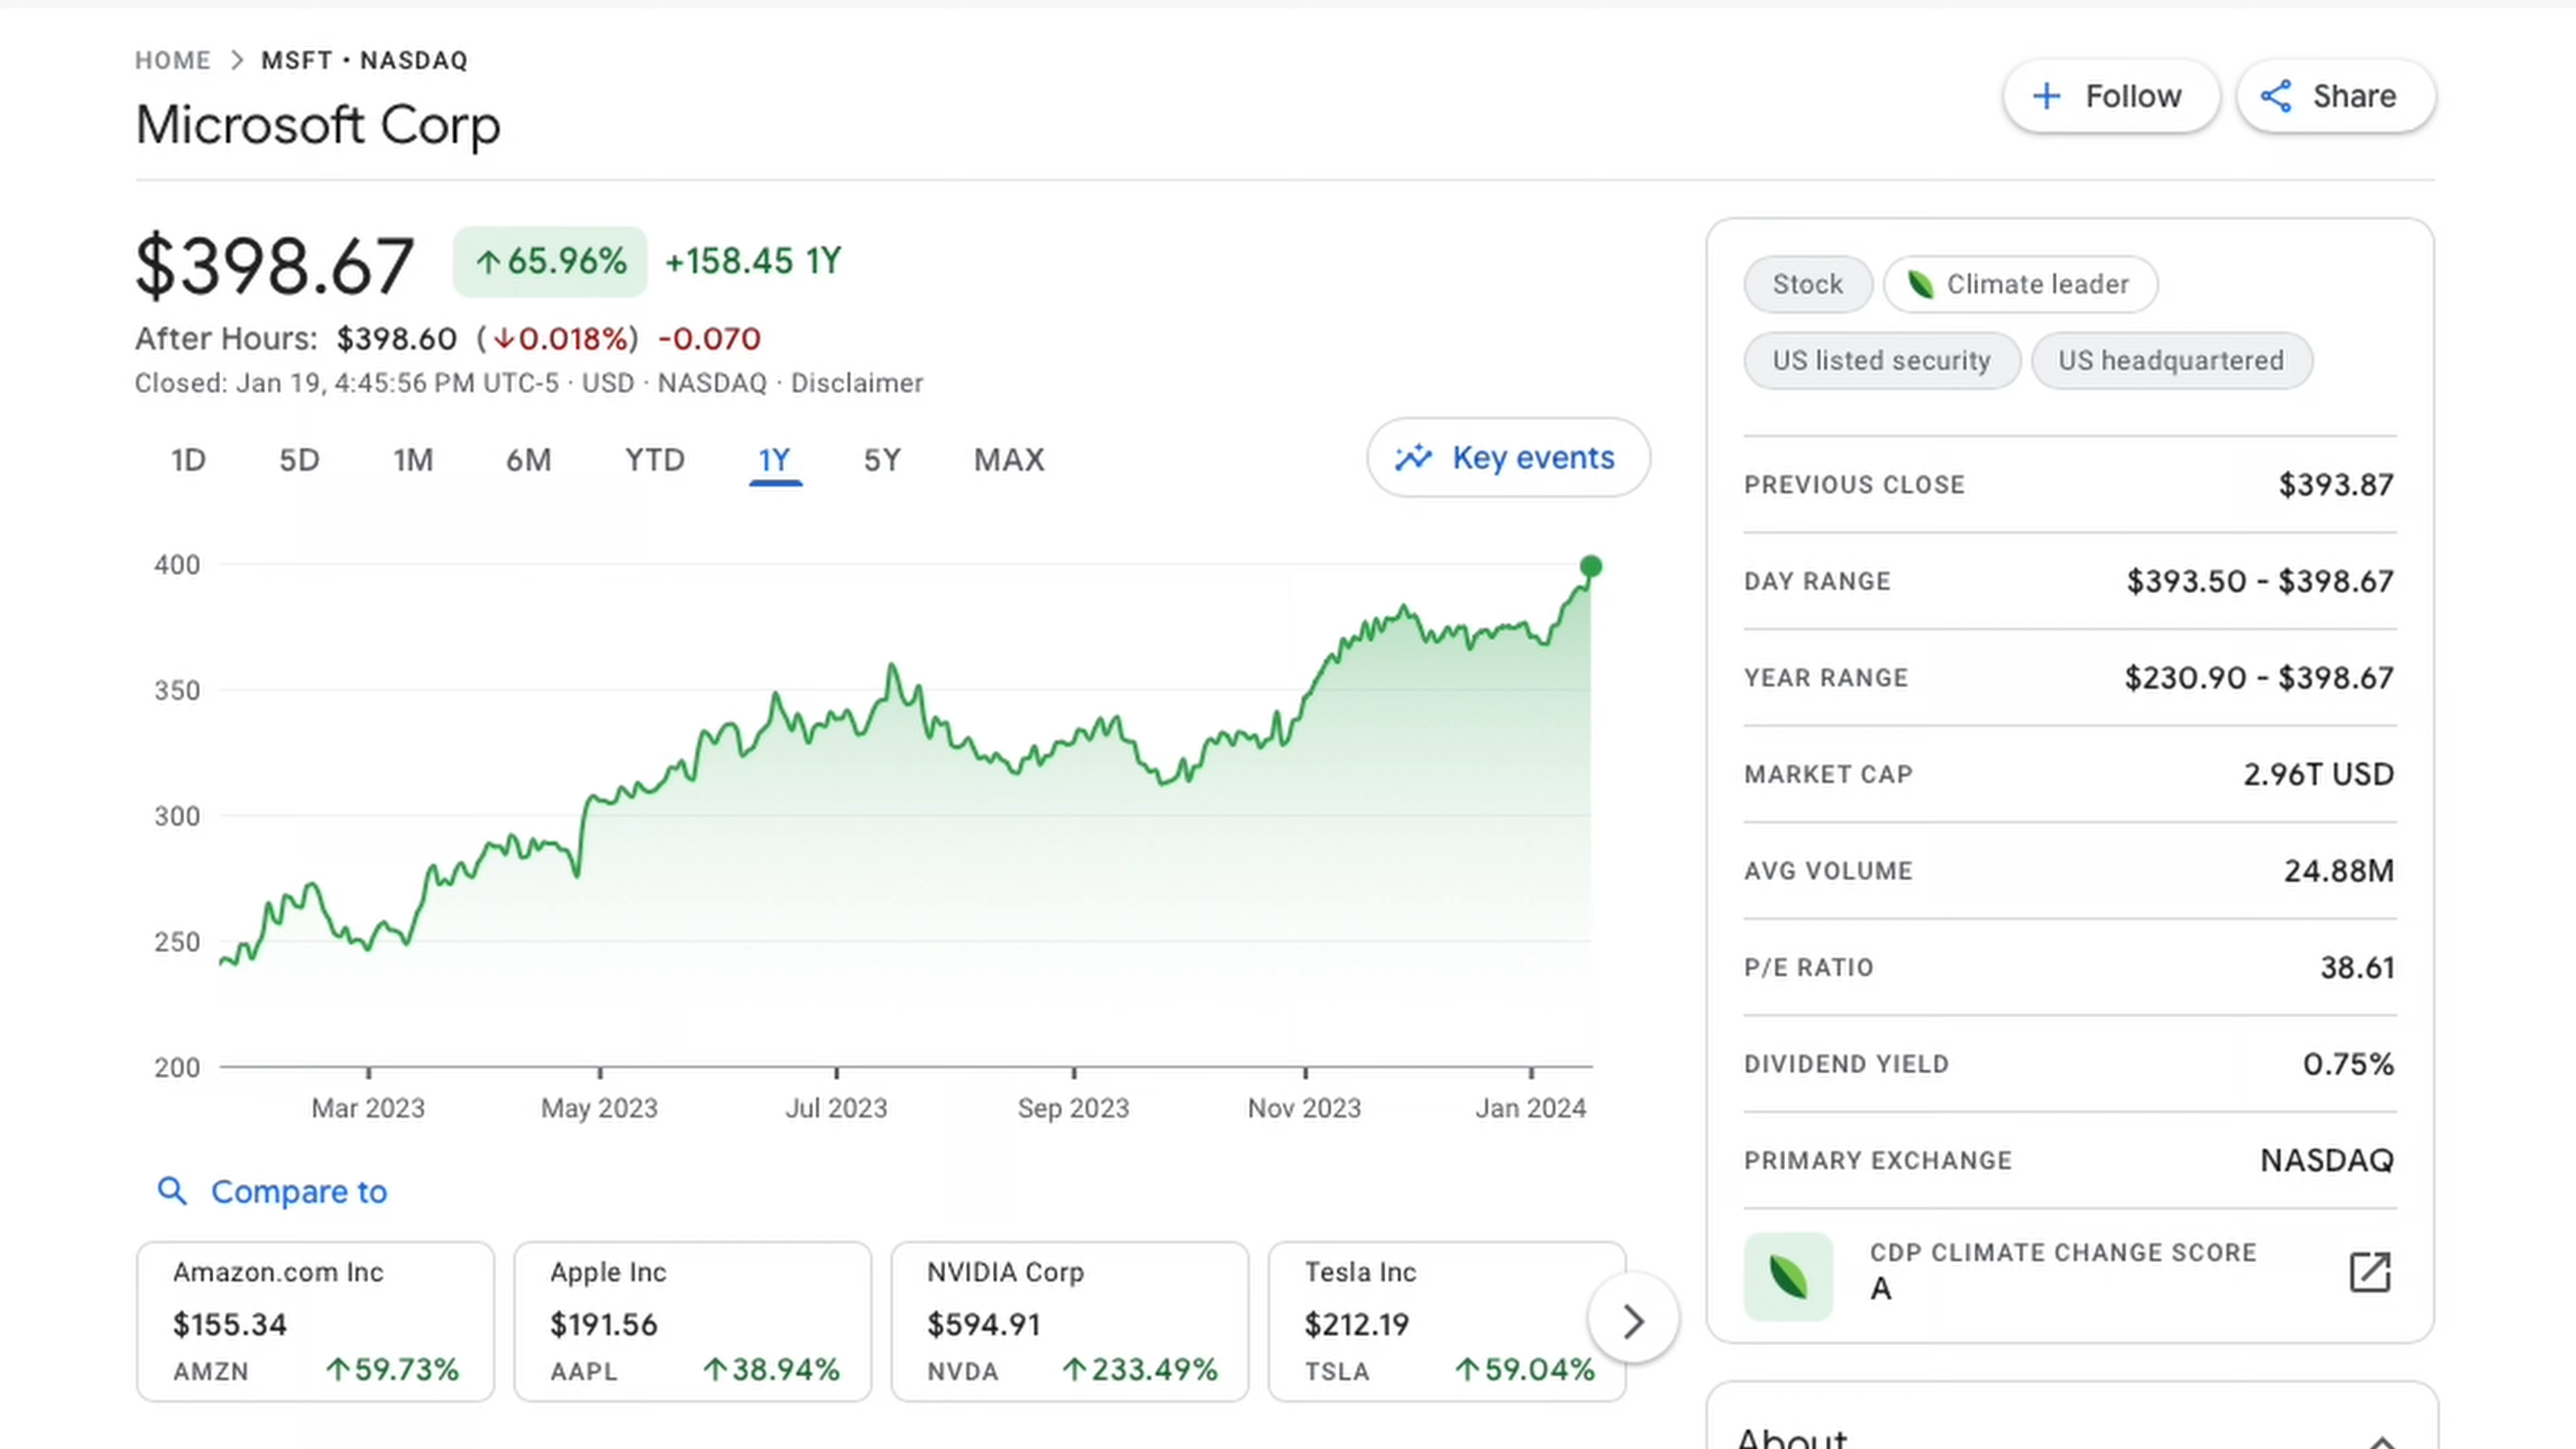 HOME > MSFT • NASDAQ
Microsoft Corp
Follow
Share
$398.67 ↑65.96% +158.45 1Y
After Hours: $398.60 (↓0.018%) -0.070
Closed: Jan 19, 4:45:56 PM UTC-5 · USD · NASDAQ · Disclaimer
1D 5D 1M 6M YTD 1Y 5Y MAX
Key events
400
350
300
250
200
Mar 2023 May 2023 Jul 2023 Sep 2023 Nov 2023 Jan 2024
Compare to
Amazon.com Inc
$155.34
AMZN ↑59.73%
Apple Inc
$191.56
AAPL ↑38.94%
NVIDIA Corp
$594.91
NVDA ↑233.49%
Tesla Inc
$212.19
TSLA ↑59.04%
Stock Climate leader
US listed security US headquartered
PREVIOUS CLOSE $393.87
DAY RANGE $393.50 - $398.67
YEAR RANGE $230.90 - $398.67
MARKET CAP 2.96T USD
AVG VOLUME 24.88M
P/E RATIO 38.61
DIVIDEND YIELD 0.75%
PRIMARY EXCHANGE NASDAQ
CDP CLIMATE CHANGE SCORE
A
About